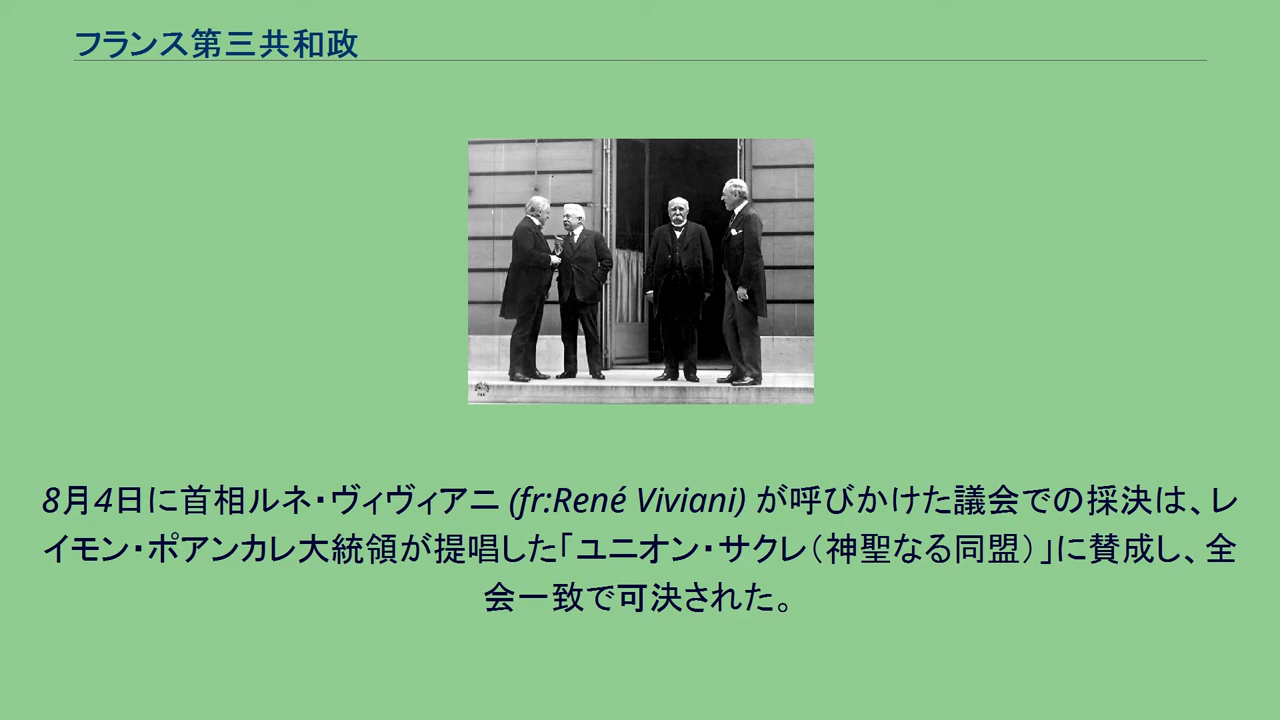 フランス第三共和政
8月4日に首相ルネ・ヴィヴィアニ (fr:René Viviani) が呼びかけた議会での採決は、レ
イモン・ポアンカレ大統領が提唱した「ユニオン・サクレ（神聖なる同盟）」に賛成し、全
会一致で可決された。